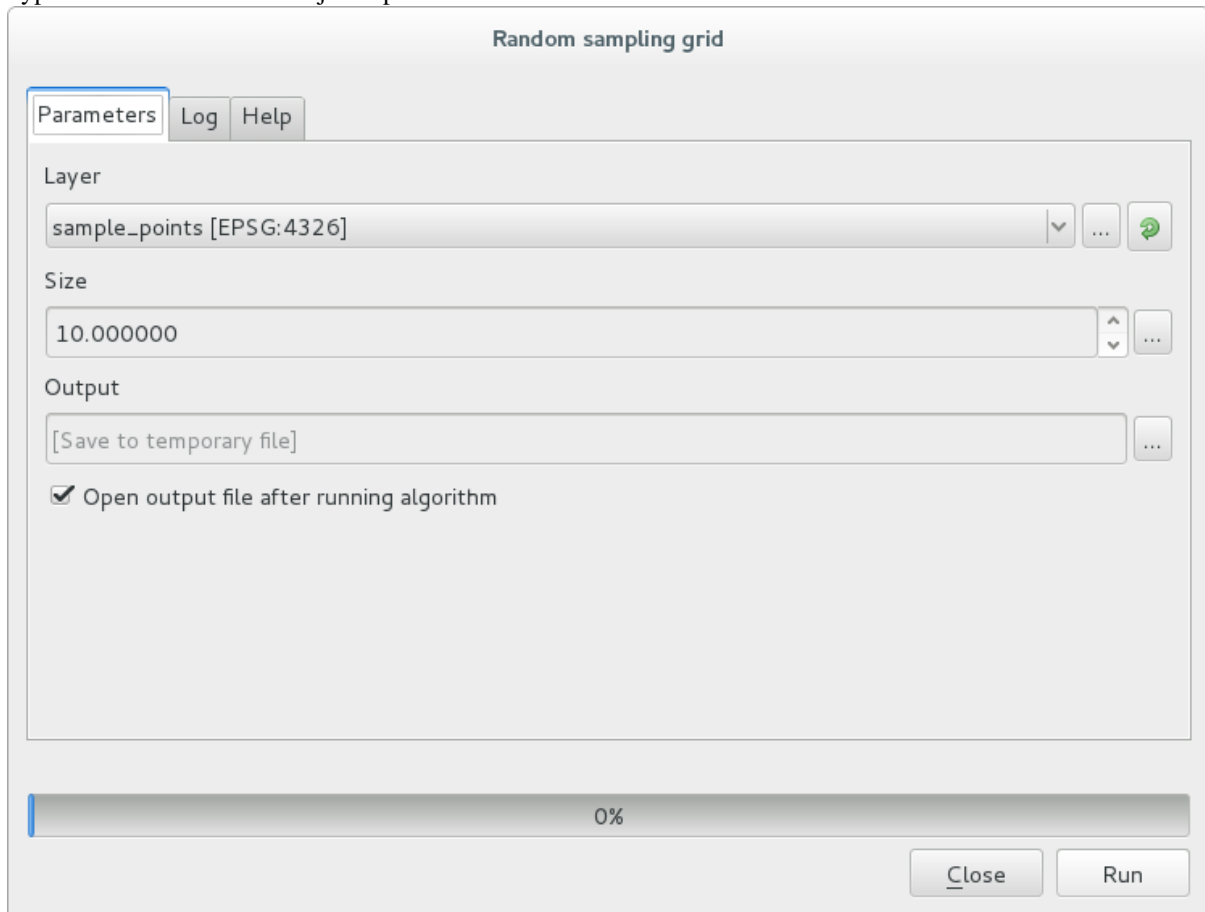 Random sampling grid
Parameters Log Help
Layer
sample_points [EPSG:4326]
...
Size
10.000000
...
Output
[Save to temporary file]
...
Open output file after running algorithm
0%
Close Run